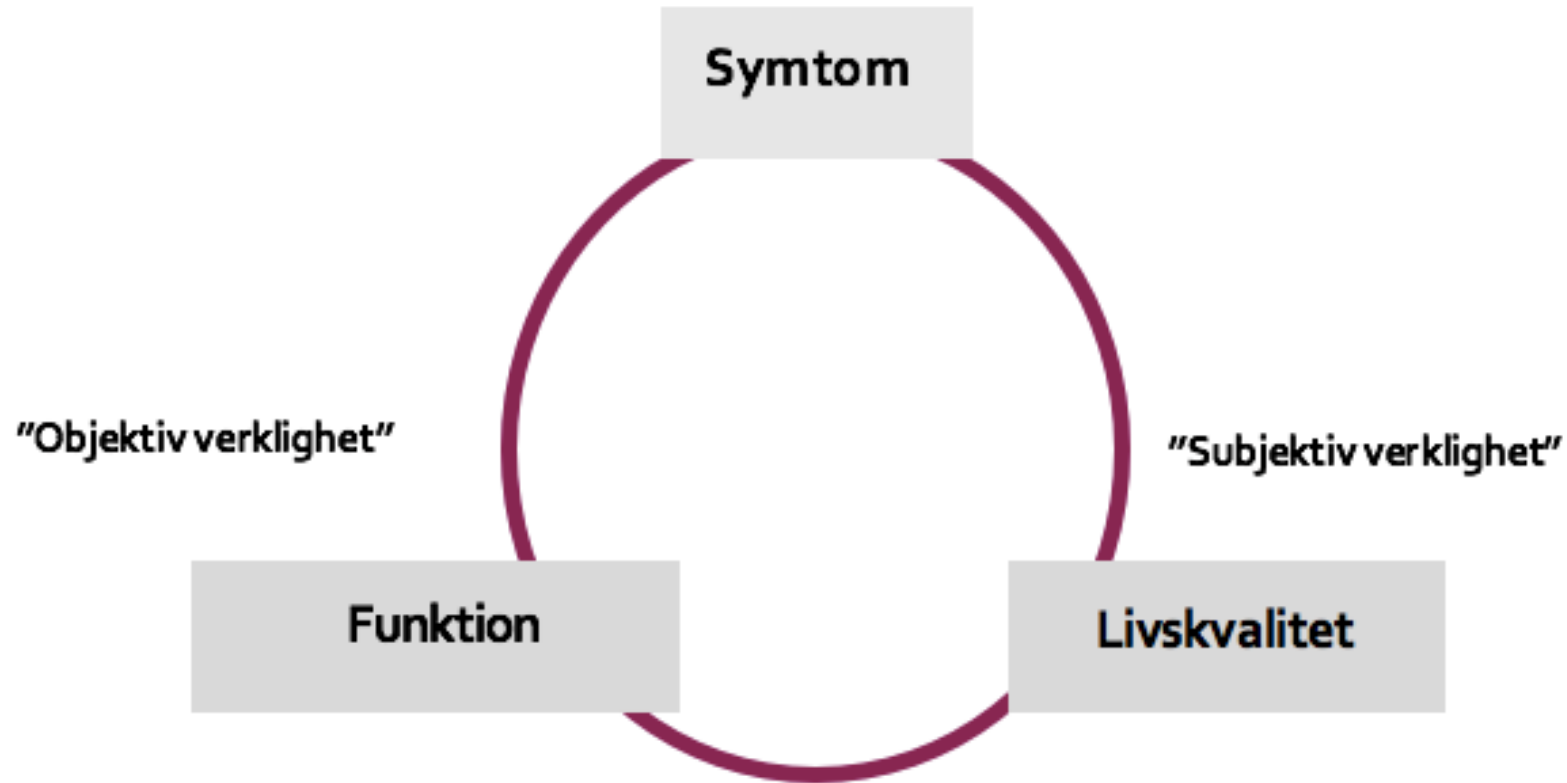 Symtom
”Objektiv verklighet”
”Subjektiv verklighet”
Funktion
Livskvalitet